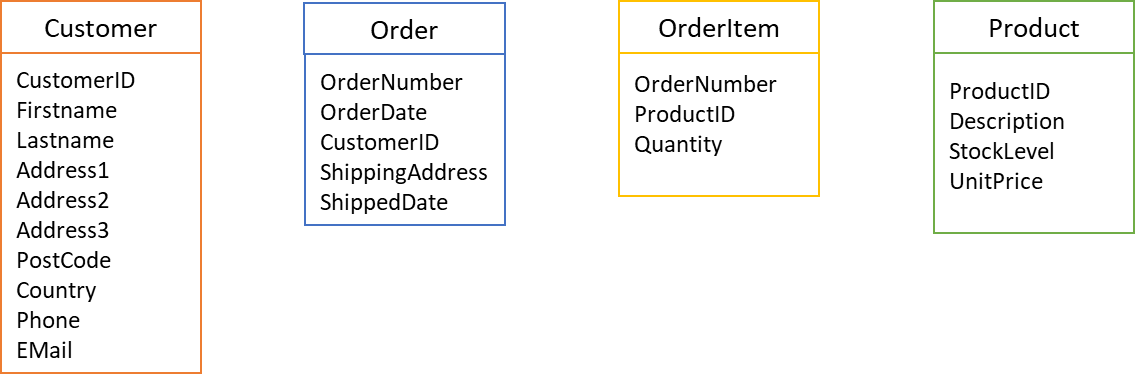 Customer
CustomerID
Firstname
Lastname
Address1
Address2
Address3
PostCode
Country
Phone
EMail
Order
OrderNumber
OrderDate
CustomerID
ShippingAddress
ShippedDate
OrderItem
OrderNumber
ProductID
Quantity
Product
ProductID
Description
StockLevel
UnitPrice